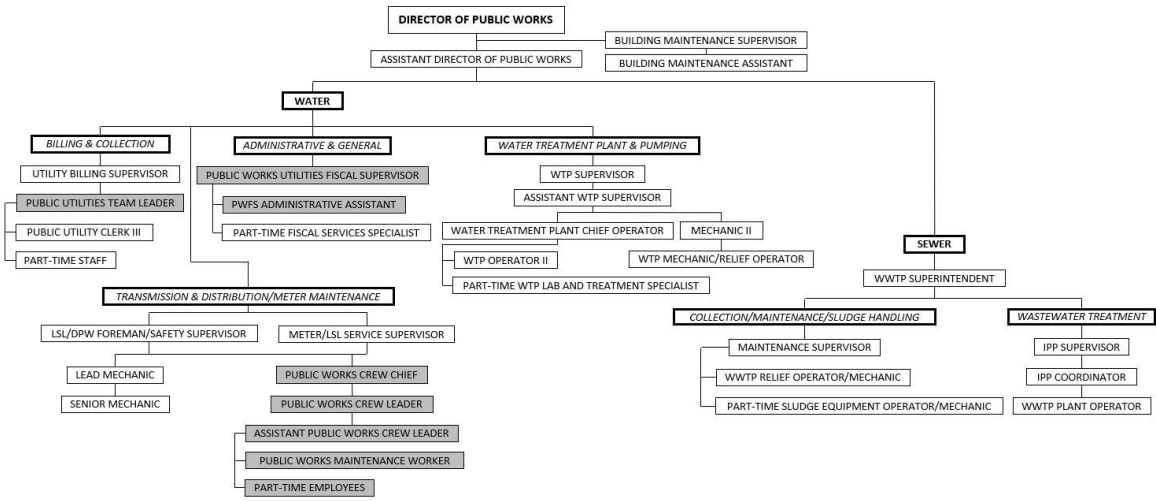 DIRECTOR OF PUBLIC WORKS
BUILDING MAINTENANCE SUPERVISOR
ASSISTANT DIRECTOR OF PUBLIC WORKS
BUILDING MAINTENANCE ASSISTANT
WATER
BILLING & COLLECTION
UTILITY BILLING SUPERVISOR
PUBLIC UTILITIES TEAM LEADER
PUBLIC UTILITY CLERK III
PART-TIME STAFF
ADMINISTRATIVE & GENERAL
PUBLIC WORKS UTILITIES FISCAL SUPERVISOR
PWFS ADMINISTRATIVE ASSISTANT
PART-TIME FISCAL SERVICES SPECIALIST
WATER TREATMENT PLANT & PUMPING
WTP SUPERVISOR
ASSISTANT WTP SUPERVISOR
WATER TREATMENT PLANT CHIEF OPERATOR
MECHANIC II
WTP OPERATOR II
WTP MECHANIC/RELIEF OPERATOR
PART-TIME WTP LAB AND TREATMENT SPECIALIST
TRANSMISSION & DISTRIBUTION/METER MAINTENANCE
LSL/DPW FOREMAN/SAFETY SUPERVISOR
METER/LSL SERVICE SUPERVISOR
LEAD MECHANIC
SENIOR MECHANIC
PUBLIC WORKS CREW CHIEF
PUBLIC WORKS CREW LEADER
ASSISTANT PUBLIC WORKS CREW LEADER
PUBLIC WORKS MAINTENANCE WORKER
PART-TIME EMPLOYEES
SEWER
WWTP SUPERINTENDENT
COLLECTION/MAINTENANCE/SLUDGE HANDLING
MAINTENANCE SUPERVISOR
WWTP RELIEF OPERATOR/MECHANIC
PART-TIME SLUDGE EQUIPMENT OPERATOR/MECHANIC
WASTEWATER TREATMENT
IPP SUPERVISOR
IPP COORDINATOR
WWTP PLANT OPERATOR